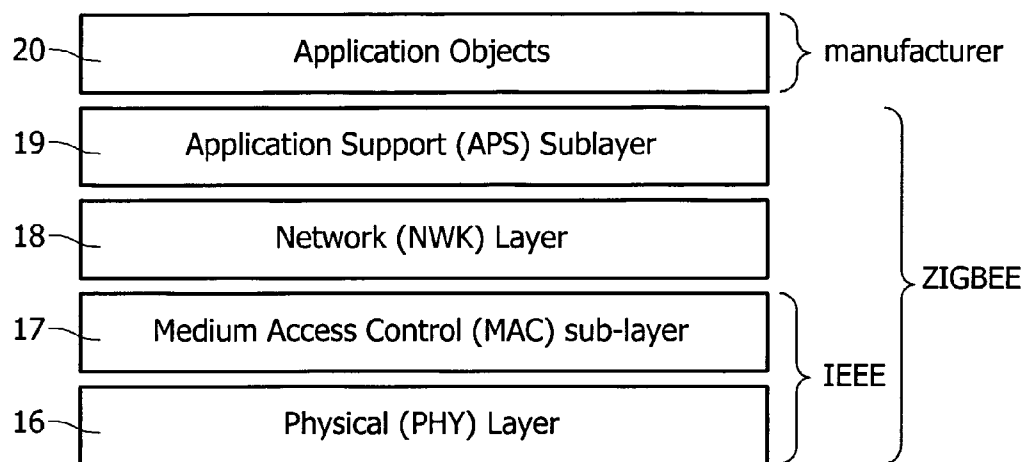 20 Application Objects manufacturer
19 Application Support (APS) Sublayer
18 Network (NWK) Layer
ZIGBEE
17 Medium Access Control (MAC) sub-layer
IEEE
16 Physical (PHY) Layer